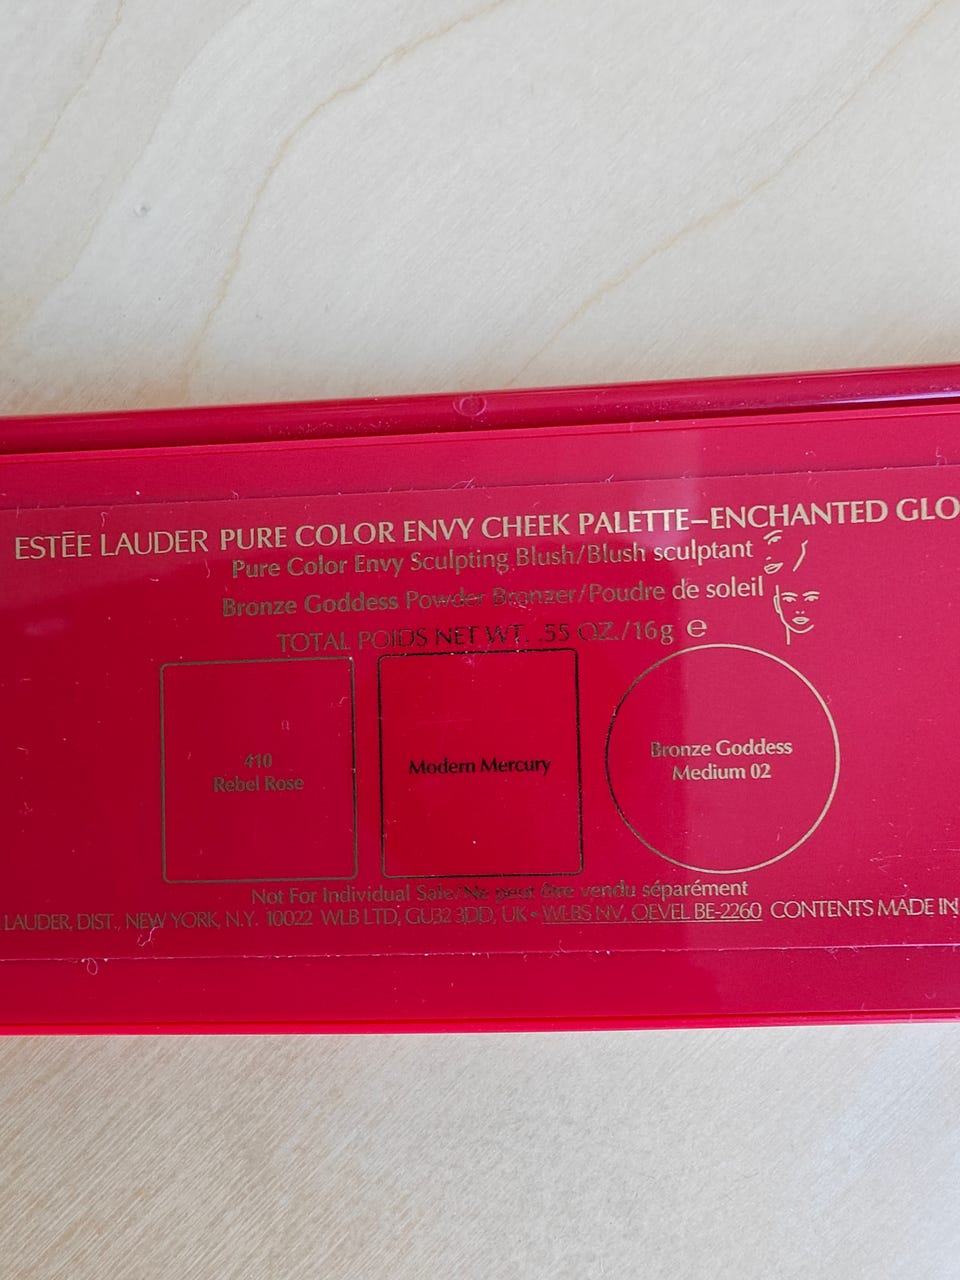 ESTĒE LAUDER PURE COLOR ENVY CHEEK PALETTE–ENCHANTED GLO
Pure Color Envy Sculpting Blush/Blush sculptant
Bronze Goddess Powder Bronzer/Poudre de soleil
TOTAL POIDS NET WT. .55 OZ./16g ℮
410
Rebel Rose
Modern Mercury
Bronze Goddess
Medium 02
Not For Individual Sale/Ne peut être vendu séparément
LAUDER, DIST., NEW YORK, N.Y. 10022 WLB LTD, GU32 3DD, UK • WLBS NV, OEVEL BE-2260 CONTENTS MADE IN